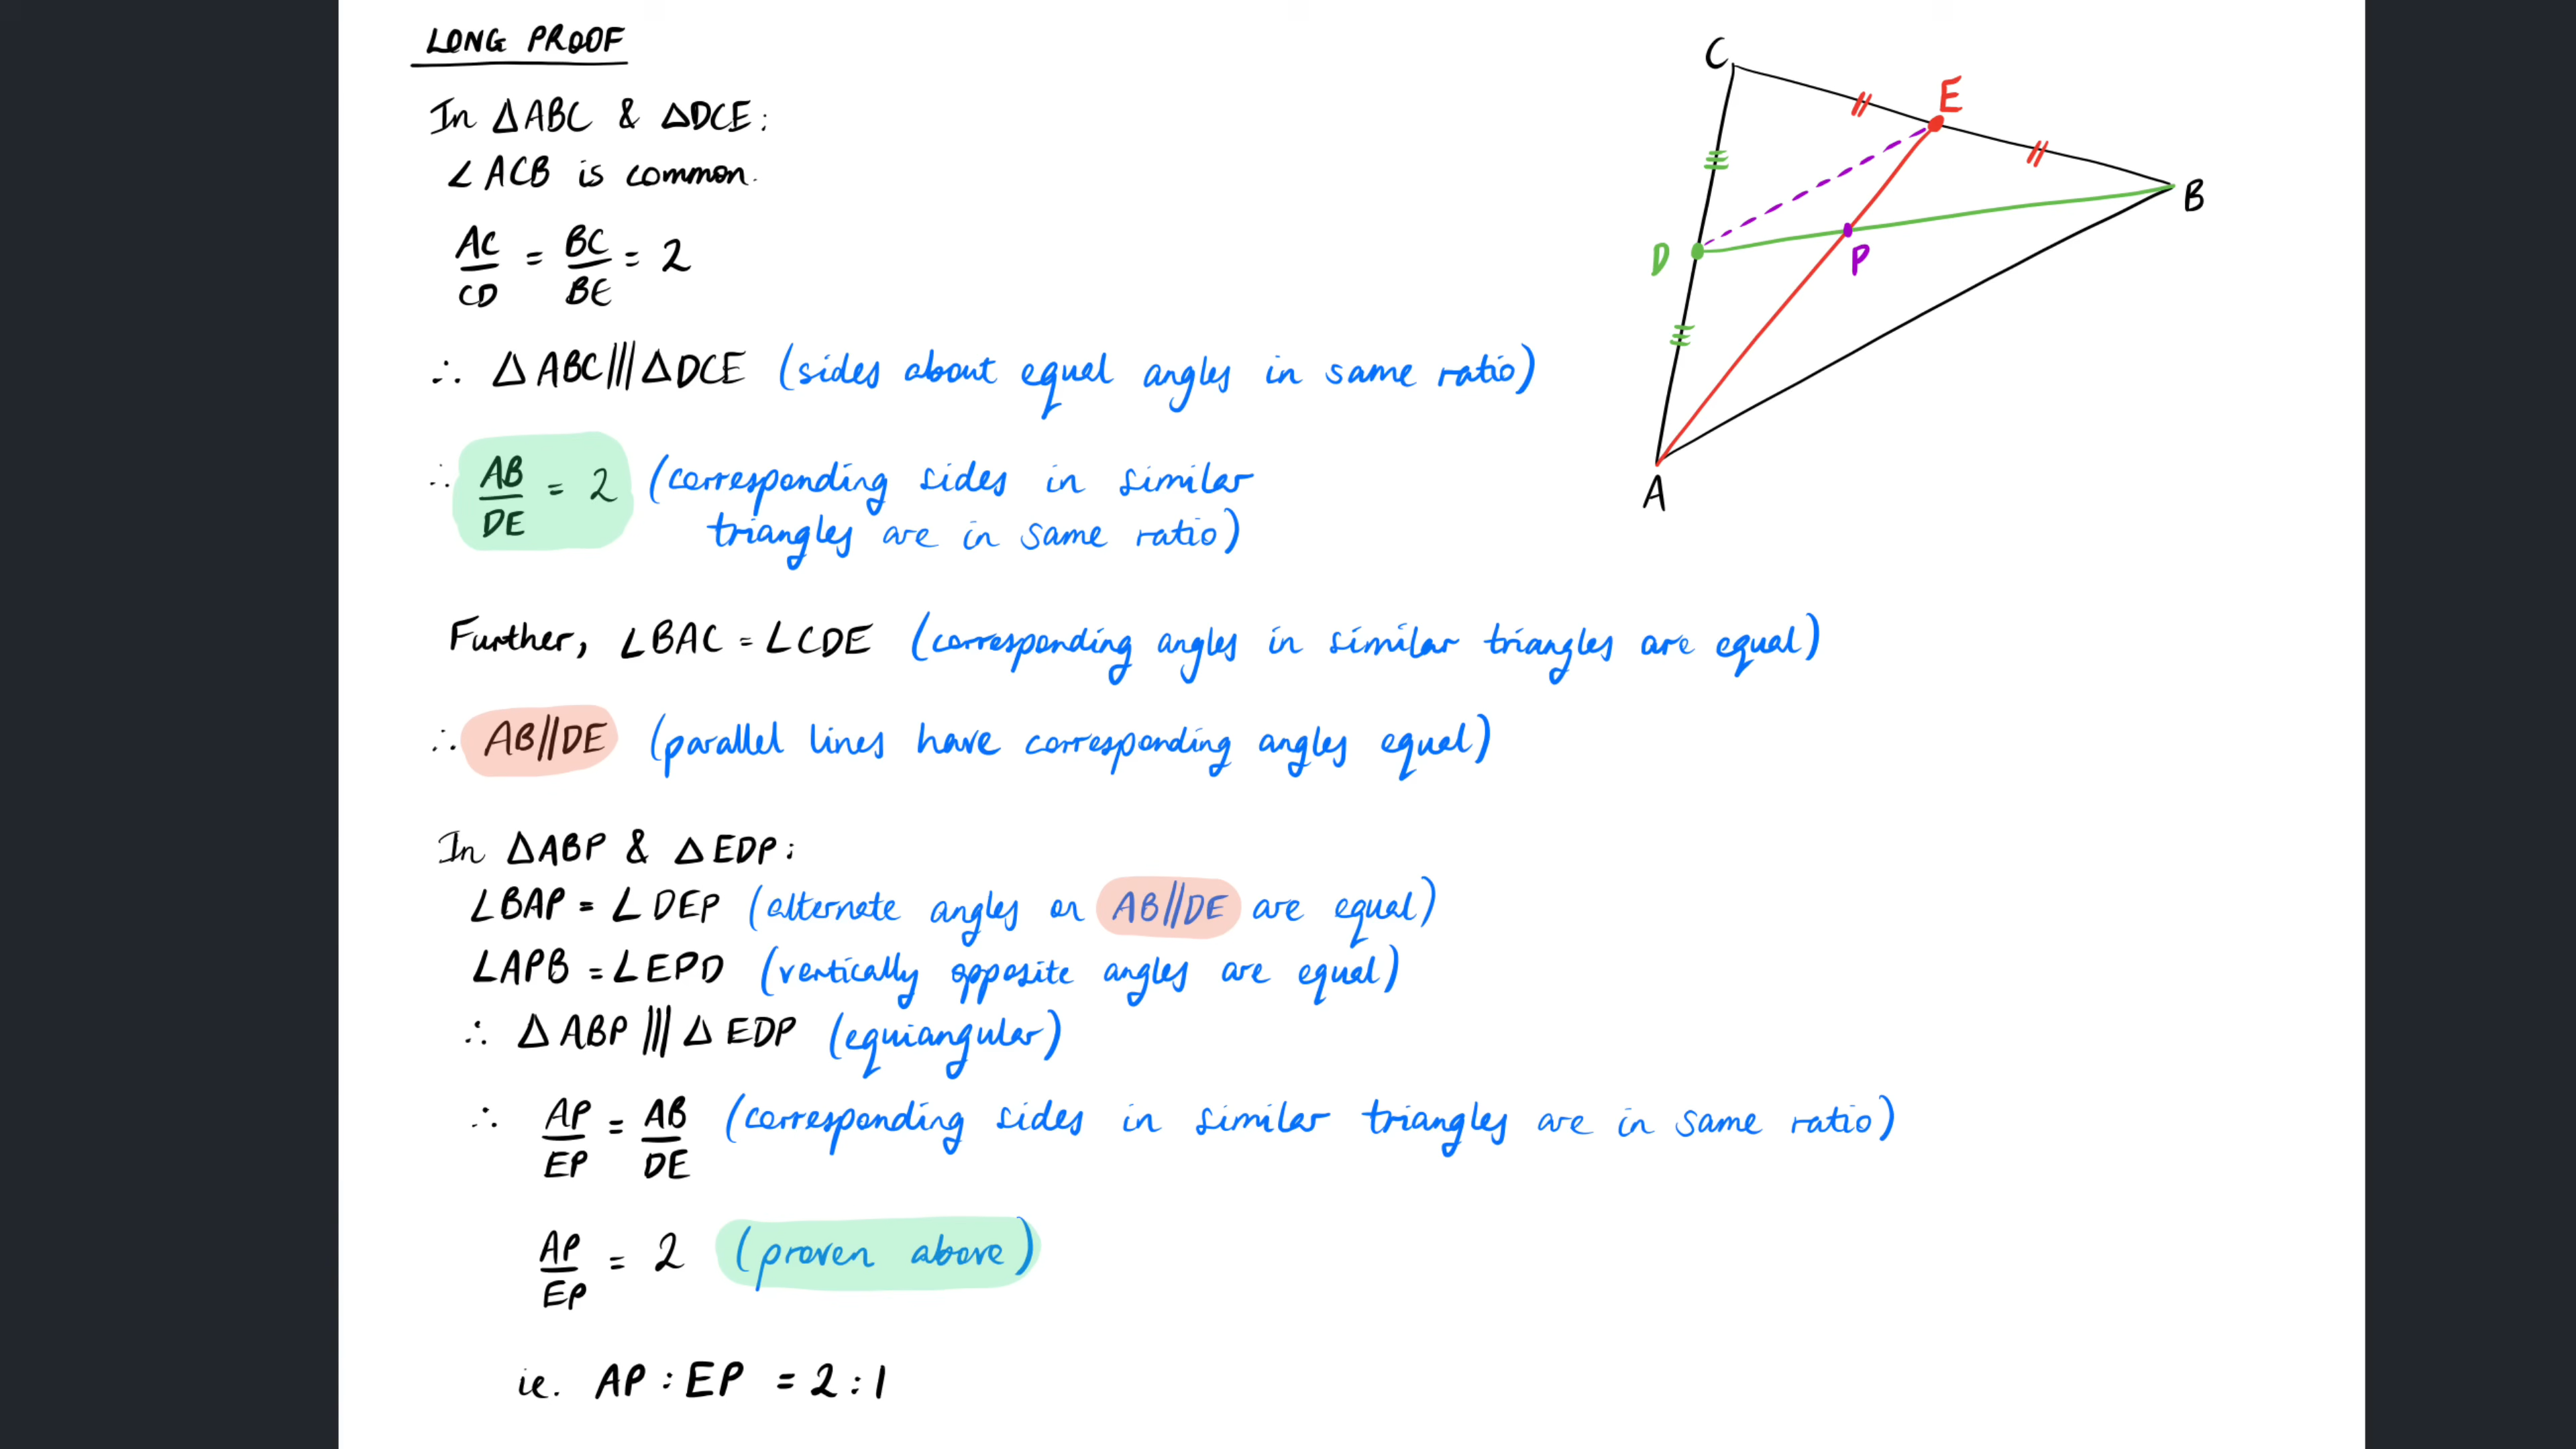 LONG PROOF
In △ABC & △DCE:
∠ACB is common.
AC/CD = BC/BE = 2
∴ △ABC ||| △DCE (sides about equal angles in same ratio)
∴ AB/DE = 2 (corresponding sides in similar
triangles are in same ratio)
Further, ∠BAC = ∠CDE (corresponding angles in similar triangles are equal)
∴ AB//DE (parallel lines have corresponding angles equal)
In △ABP & △EDP:
∠BAP = ∠DEP (alternate angles on AB//DE are equal)
∠APB = ∠EPD (vertically opposite angles are equal)
∴ △ABP ||| △EDP (equiangular)
∴ AP/EP = AB/DE (corresponding sides in similar triangles are in same ratio)
AP/EP = 2 (proven above)
ie. AP : EP = 2 : 1
C
E
B
D
P
A